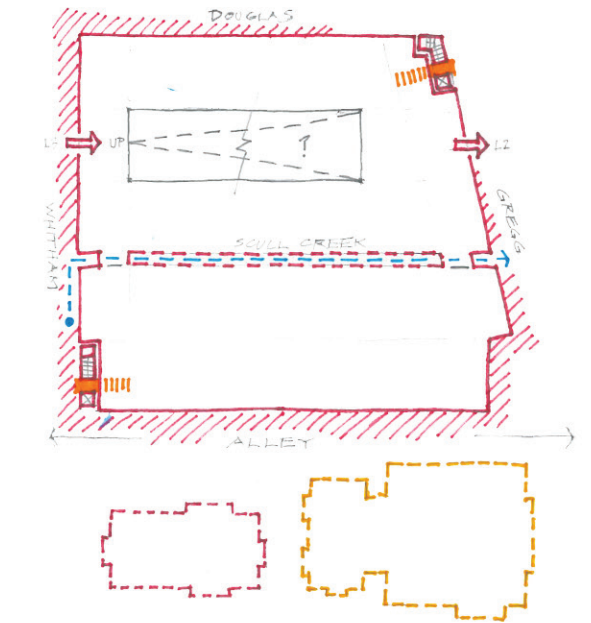 DOUGLAS
L1
UP
?
L2
WHITHAM
SCULL CREEK
GREGG
ALLEY